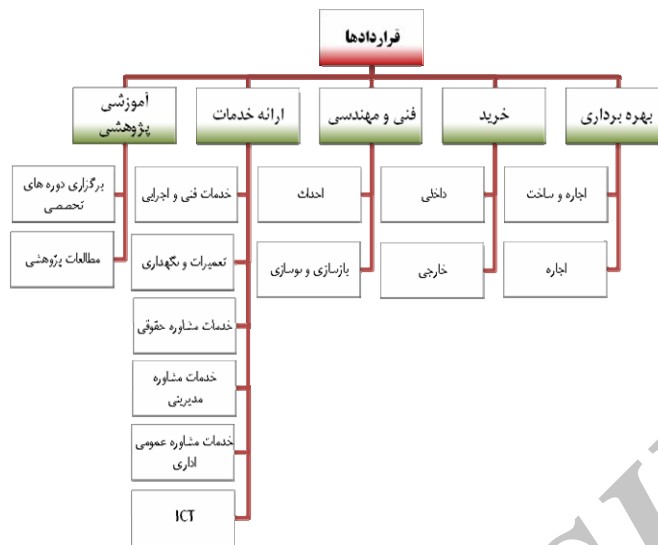 قراردادها
بهره برداری
خرید
فنی و مهندسی
ارائه خدمات
آموزشی
پژوهشی
اجاره و ساخت
اجاره
داخلی
خارجی
احداث
بازسازی و نوسازی
خدمات فنی و اجرایی
تعمیرات و نگهداری
خدمات مشاوره حقوقی
خدمات مشاوره
مدیریتی
خدمات مشاوره عمومی
اداری
ICT
برگزاری دوره های
تخصصی
مطالعات پژوهشی